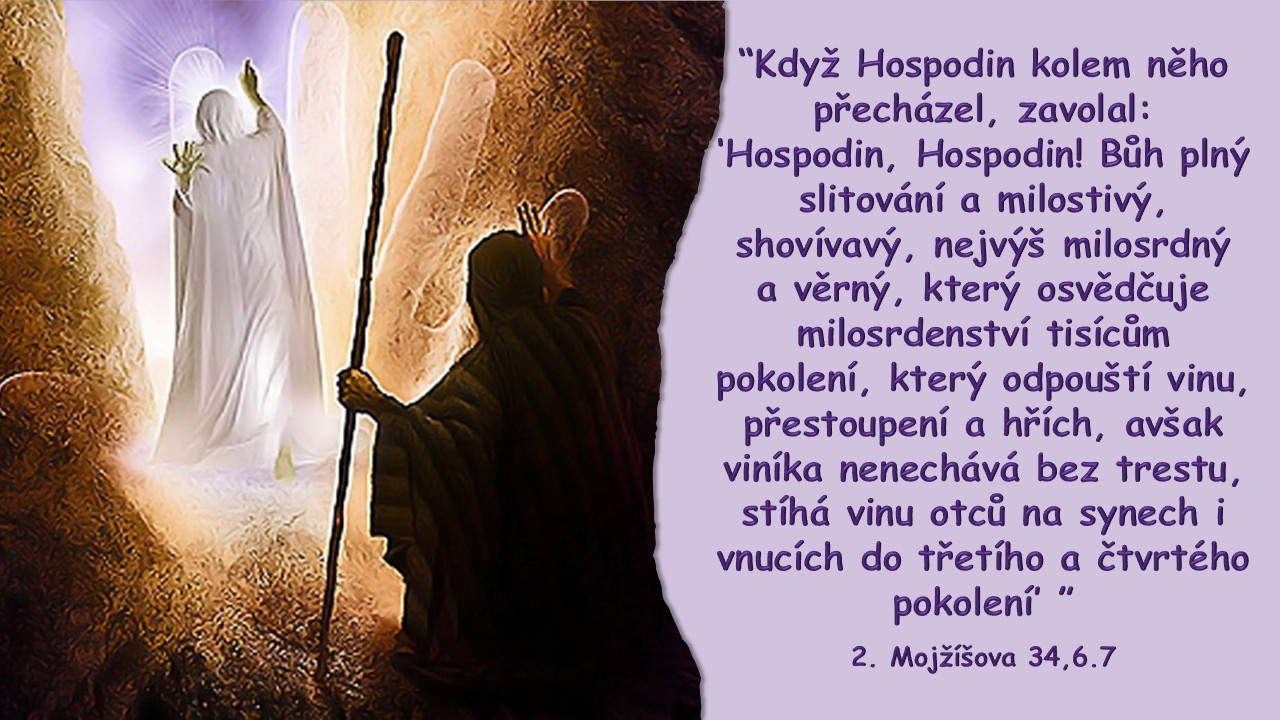 “Když Hospodin kolem něho
přecházel, zavolal:
‘Hospodin, Hospodin! Bůh plný
slitování a milostivý,
shovívavý, nejvýš milosrdný
a věrný, který osvědčuje
milosrdenství tisícům
pokolení, který odpouští vinu,
přestoupení a hřích, avšak
viníka nenechává bez trestu,
stíhá vinu otců na synech i
vnucích do třetího a čtvrtého
pokolení’ ”
2. Mojžíšova 34,6.7